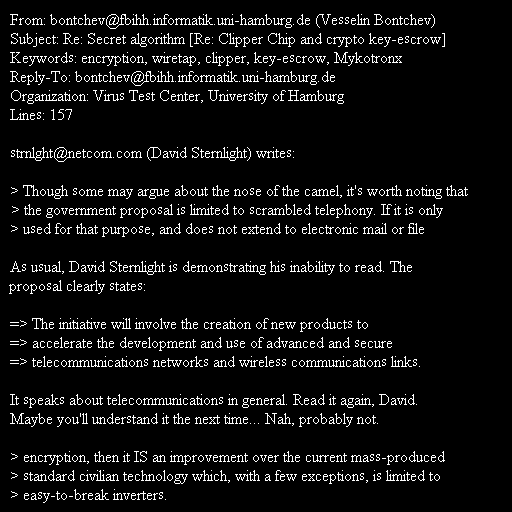 From: bontchev@fbihh.informatik.uni-hamburg.de (Vesselin Bontchev)
Subject: Re: Secret algorithm [Re: Clipper Chip and crypto key-escrow]
Keywords: encryption, wiretap, clipper, key-escrow, Mykotronx
Reply-To: bontchev@fbihh.informatik.uni-hamburg.de
Organization: Virus Test Center, University of Hamburg
Lines: 157

strnlght@netcom.com (David Sternlight) writes:

> Though some may argue about the nose of the camel, it's worth noting that
> the government proposal is limited to scrambled telephony. If it is only
> used for that purpose, and does not extend to electronic mail or file

As usual, David Sternlight is demonstrating his inability to read. The
proposal clearly states:

=> The initiative will involve the creation of new products to
=> accelerate the development and use of advanced and secure
=> telecommunications networks and wireless communications links.

It speaks about telecommunications in general. Read it again, David.
Maybe you'll understand it the next time... Nah, probably not.

> encryption, then it IS an improvement over the current mass-produced
> standard civilian technology which, with a few exceptions, is limited to
> easy-to-break inverters.